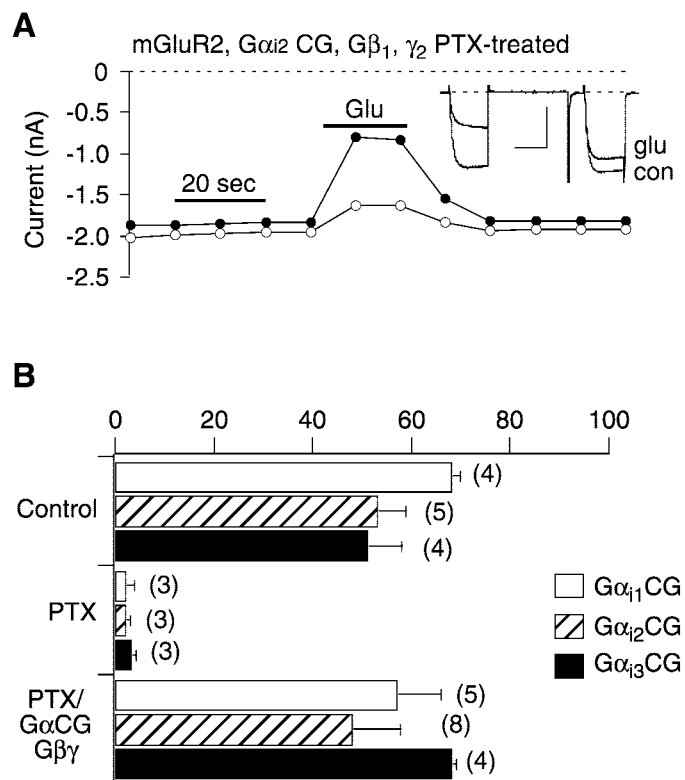 A
mGluR2, Gαi2 CG, Gβ1, γ2 PTX-treated
0
-0.5
-1.0
-1.5
-2.0
-2.5
Current (nA)
20 sec
Glu
glu
con
B
0 20 40 60 80 100
Control
(4)
(5)
(4)
PTX
(3)
(3)
(3)
PTX/
GαCG
Gβγ
(5)
(8)
(4)
Gαi1CG
Gαi2CG
Gαi3CG